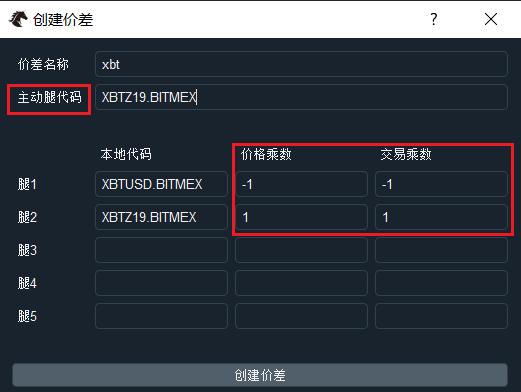 创建价差
?
价差名称 xbt
主动腿代码 XBTZ19.BITMEX
本地代码 价格乘数 交易乘数
腿1 XBTUSD.BITMEX -1 -1
腿2 XBTZ19.BITMEX 1 1
腿3
腿4
腿5
创建价差